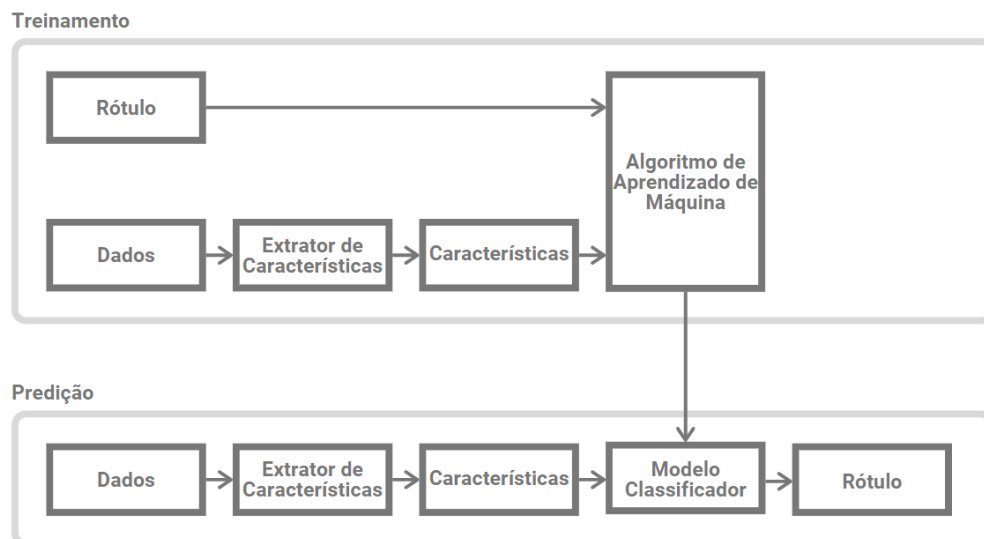 Treinamento
Rótulo
Algoritmo de
Aprendizado de
Máquina
Dados
Extrator de
Características
Características
Predição
Dados
Extrator de
Características
Características
Modelo
Classificador
Rótulo